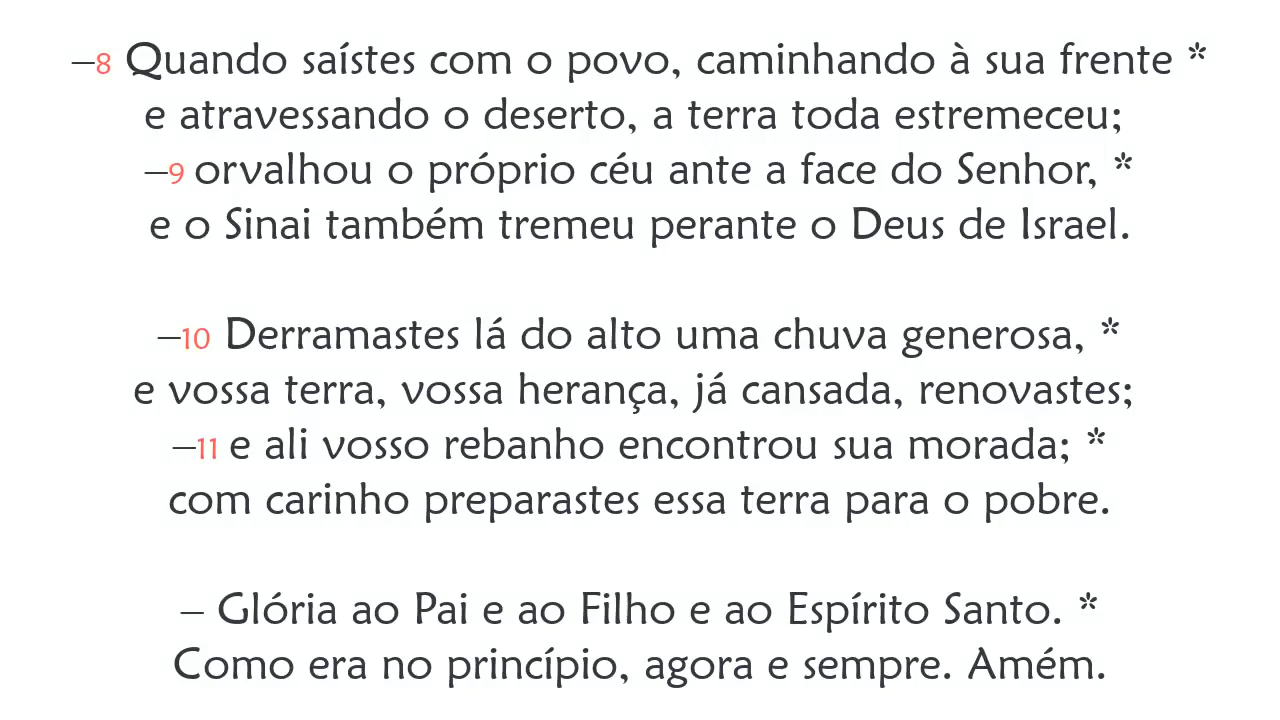 –8 Quando saístes com o povo, caminhando à sua frente *
e atravessando o deserto, a terra toda estremeceu;
–9 orvalhou o próprio céu ante a face do Senhor, *
e o Sinai também tremeu perante o Deus de Israel.
–10 Derramastes lá do alto uma chuva generosa, *
e vossa terra, vossa herança, já cansada, renovastes;
–11 e ali vosso rebanho encontrou sua morada; *
com carinho preparastes essa terra para o pobre.
– Glória ao Pai e ao Filho e ao Espírito Santo. *
Como era no princípio, agora e sempre. Amém.